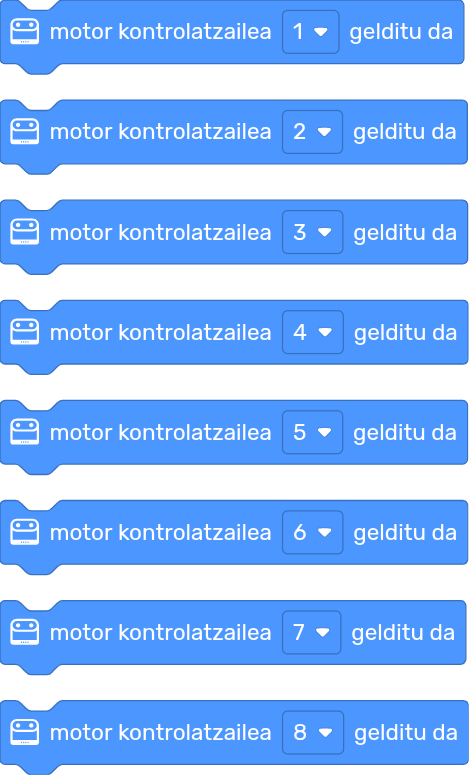 motor kontrolatzailea 1 gelditu da
motor kontrolatzailea 2 gelditu da
motor kontrolatzailea 3 gelditu da
motor kontrolatzailea 4 gelditu da
motor kontrolatzailea 5 gelditu da
motor kontrolatzailea 6 gelditu da
motor kontrolatzailea 7 gelditu da
motor kontrolatzailea 8 gelditu da